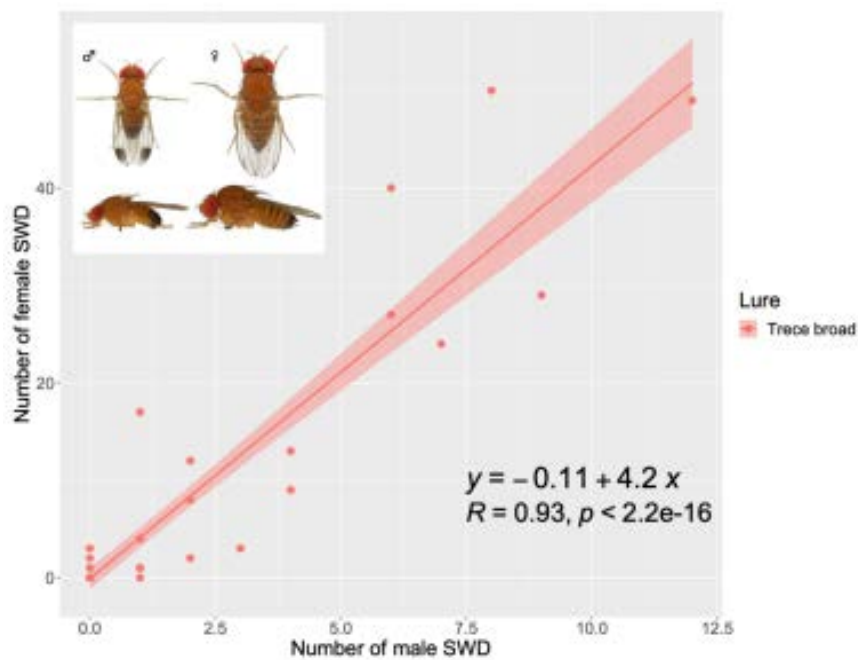 ♂ ♀
Number of female SWD
40
20
0
y = − 0.11 + 4.2 x
R = 0.93, p < 2.2e-16
0.0 2.5 5.0 7.5 10.0 12.5
Number of male SWD
Lure
Trece broad